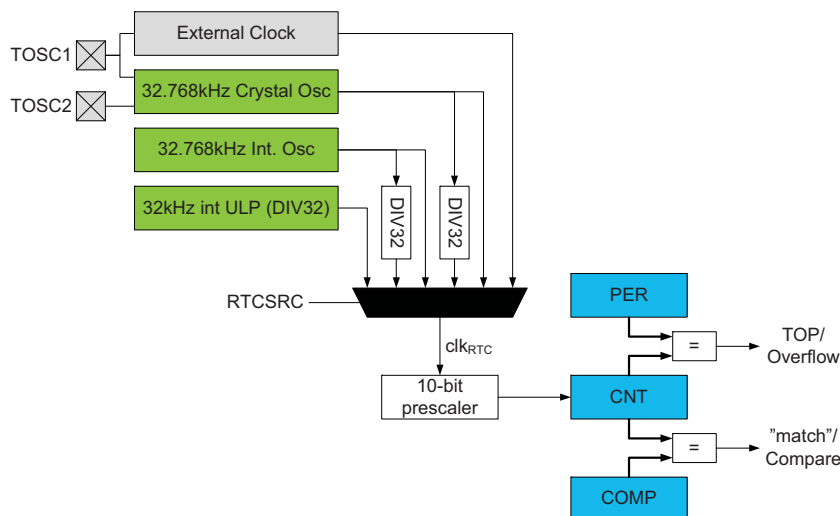 External Clock
TOSC1
32.768kHz Crystal Osc
TOSC2
32.768kHz Int. Osc
32kHz int ULP (DIV32)
DIV32
DIV32
RTCSRC
PER
clkRTC
=
TOP/
Overflow
10-bit
prescaler
CNT
=
”match”/
Compare
COMP